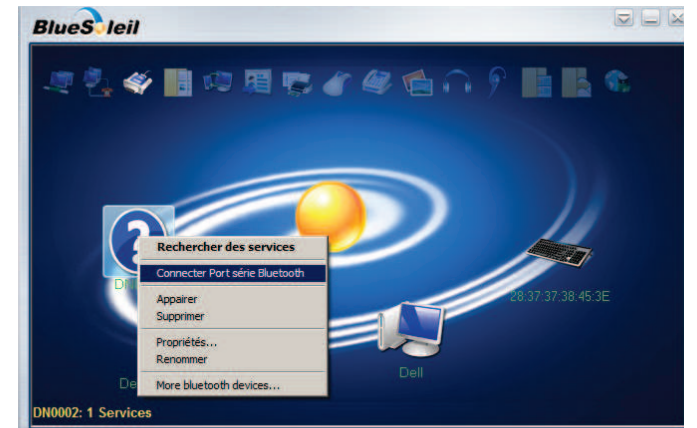 BlueSoleil
Rechercher des services
Connecter Port série Bluetooth
Appairer
Supprimer
Propriétés...
Renommer
More bluetooth devices...
28:37:37:38:45:3E
Dell
De
DN0002: 1 Services